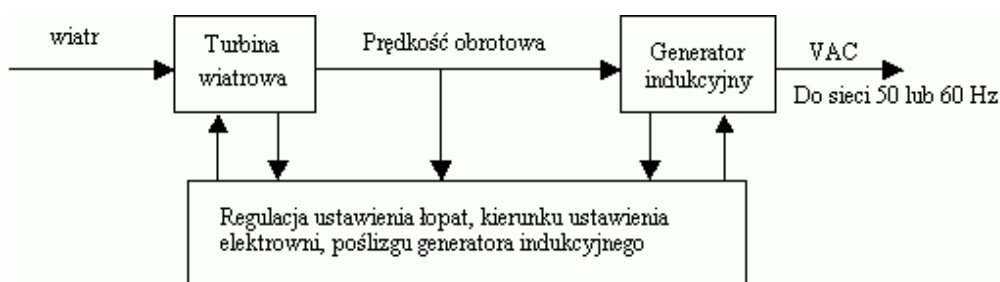 wiatr
Turbina
wiatrowa
Prędkość obrotowa
Generator
indukcyjny
VAC
Do sieci 50 lub 60 Hz
Regulacja ustawienia łopat, kierunku ustawienia
elektrowni, poślizgu generatora indukcyjnego